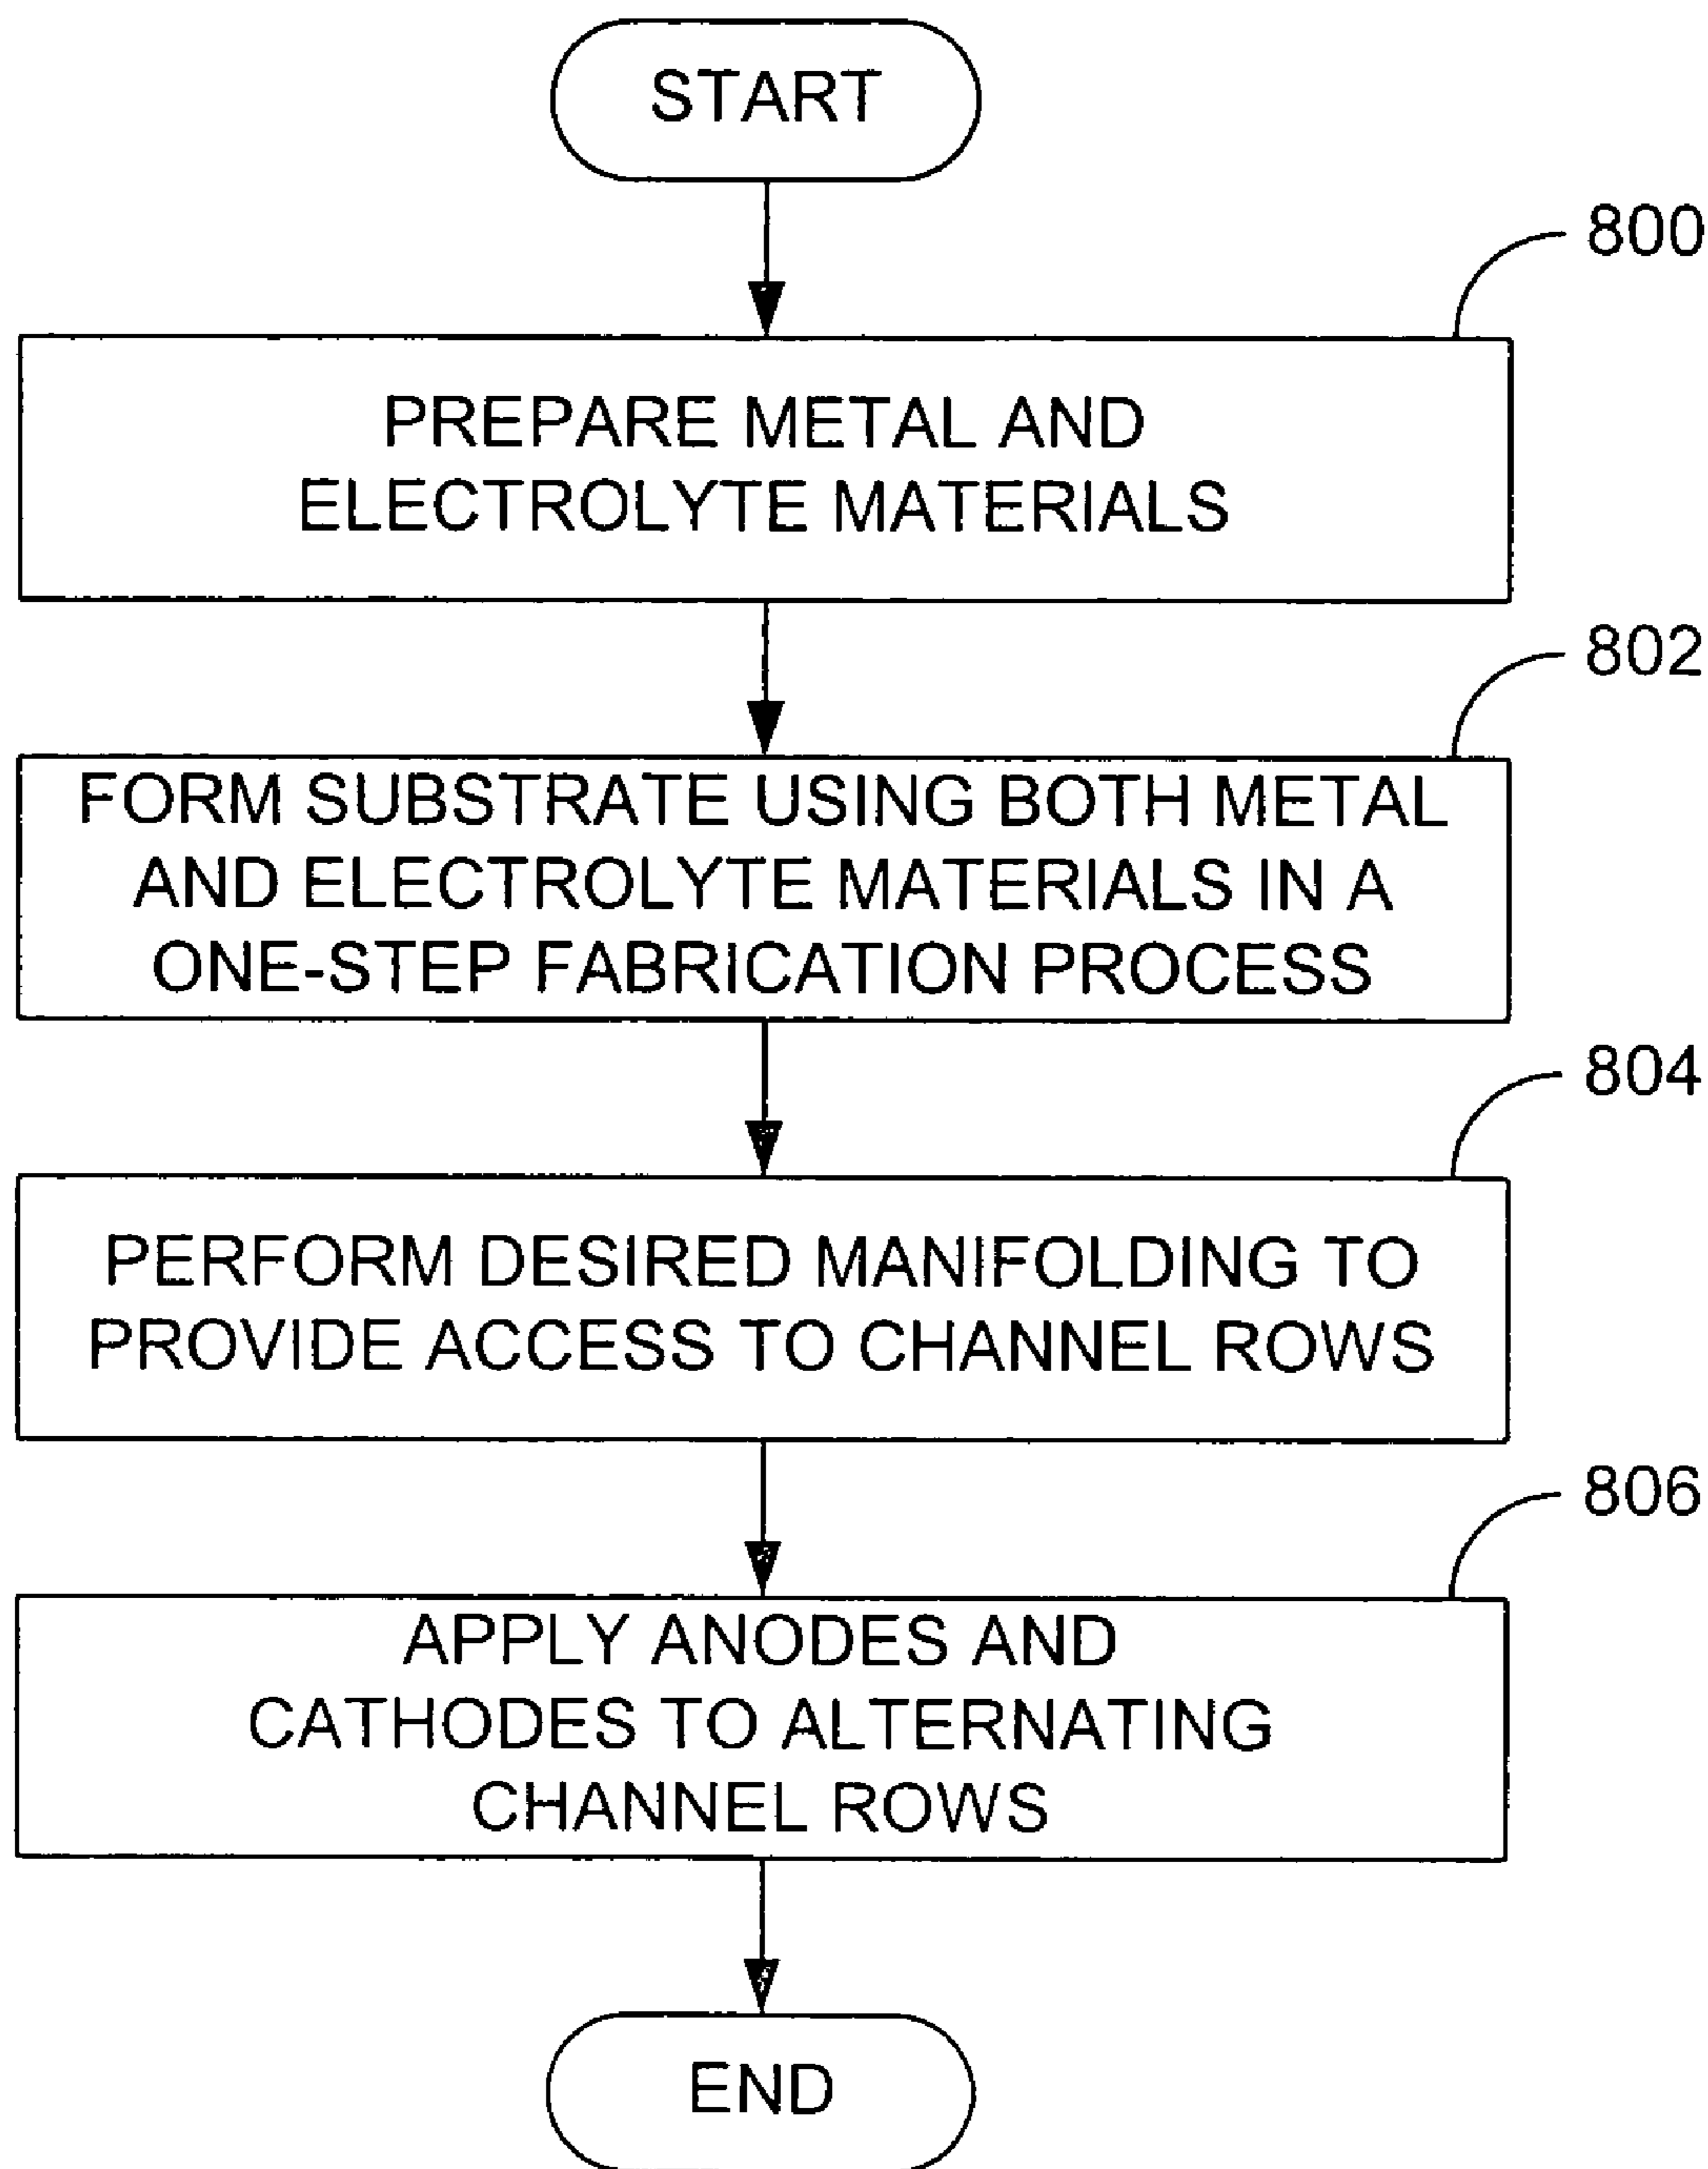 START
800
PREPARE METAL AND
ELECTROLYTE MATERIALS
802
FORM SUBSTRATE USING BOTH METAL
AND ELECTROLYTE MATERIALS IN A
ONE-STEP FABRICATION PROCESS
804
PERFORM DESIRED MANIFOLDING TO
PROVIDE ACCESS TO CHANNEL ROWS
806
APPLY ANODES AND
CATHODES TO ALTERNATING
CHANNEL ROWS
END